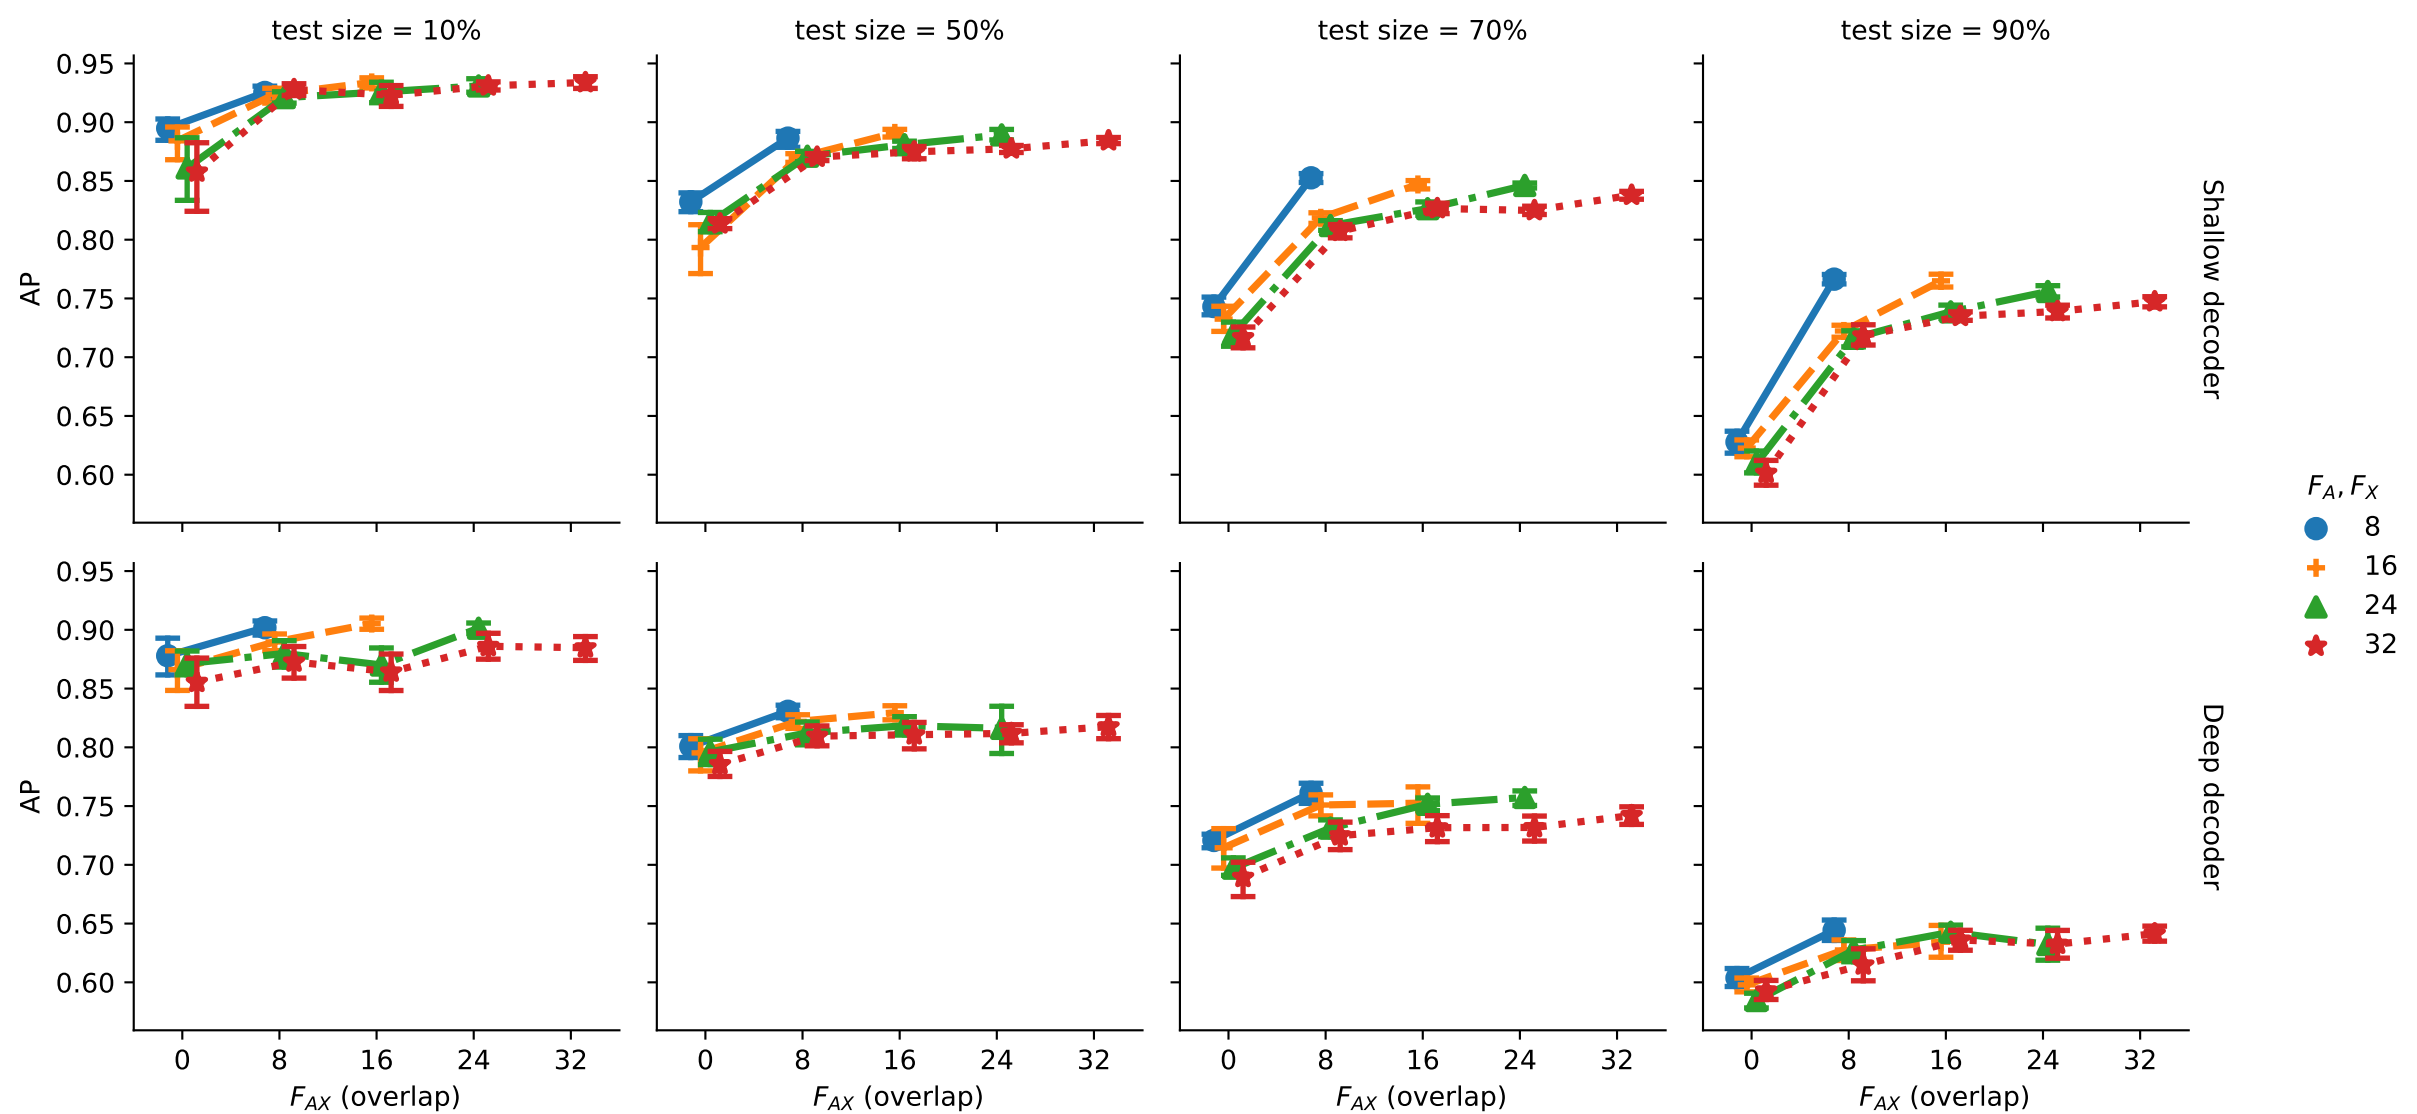 test size = 10%
test size = 50%
test size = 70%
test size = 90%
0.95
0.90
0.85
0.80
0.75
0.70
0.65
0.60
AP
Shallow decoder
F_A, F_X
8
16
24
32
0.95
0.90
0.85
0.80
0.75
0.70
0.65
0.60
AP
Deep decoder
0 8 16 24 32
0 8 16 24 32
0 8 16 24 32
0 8 16 24 32
F_AX (overlap)
F_AX (overlap)
F_AX (overlap)
F_AX (overlap)